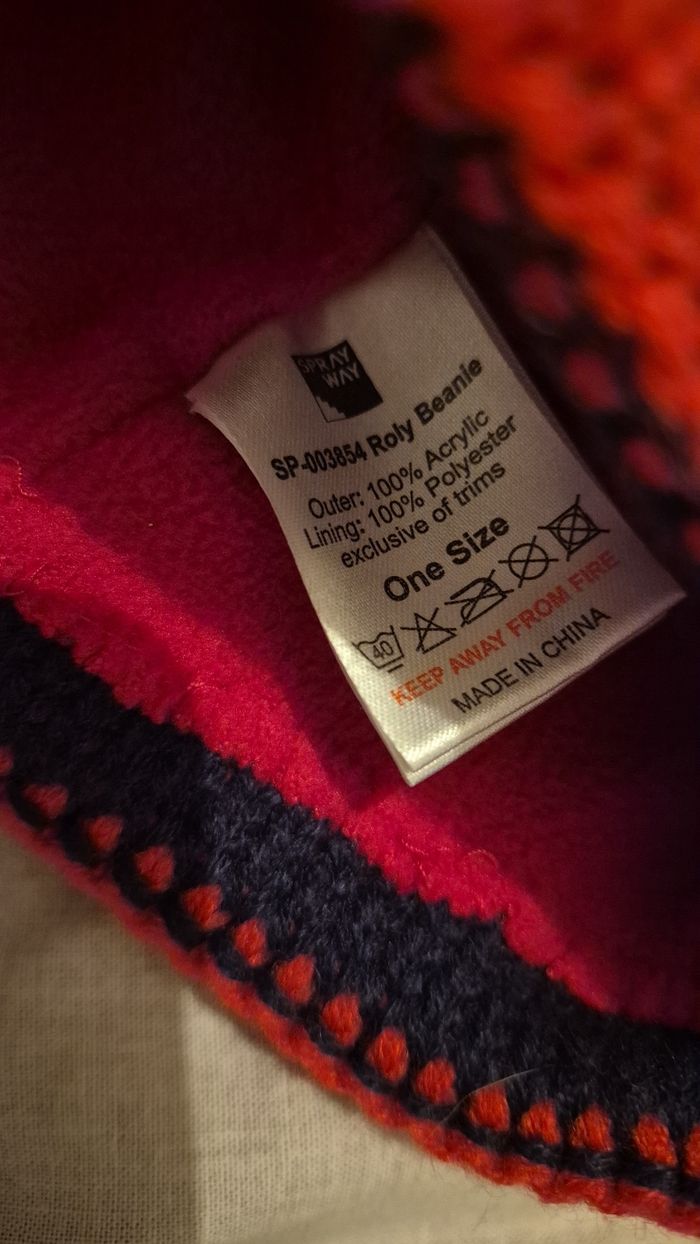 SPRAY
WAY
SP-003854 Roly Beanie
Outer: 100% Acrylic
Lining: 100% Polyester
exclusive of trims
One Size
40
KEEP AWAY FROM FIRE
MADE IN CHINA